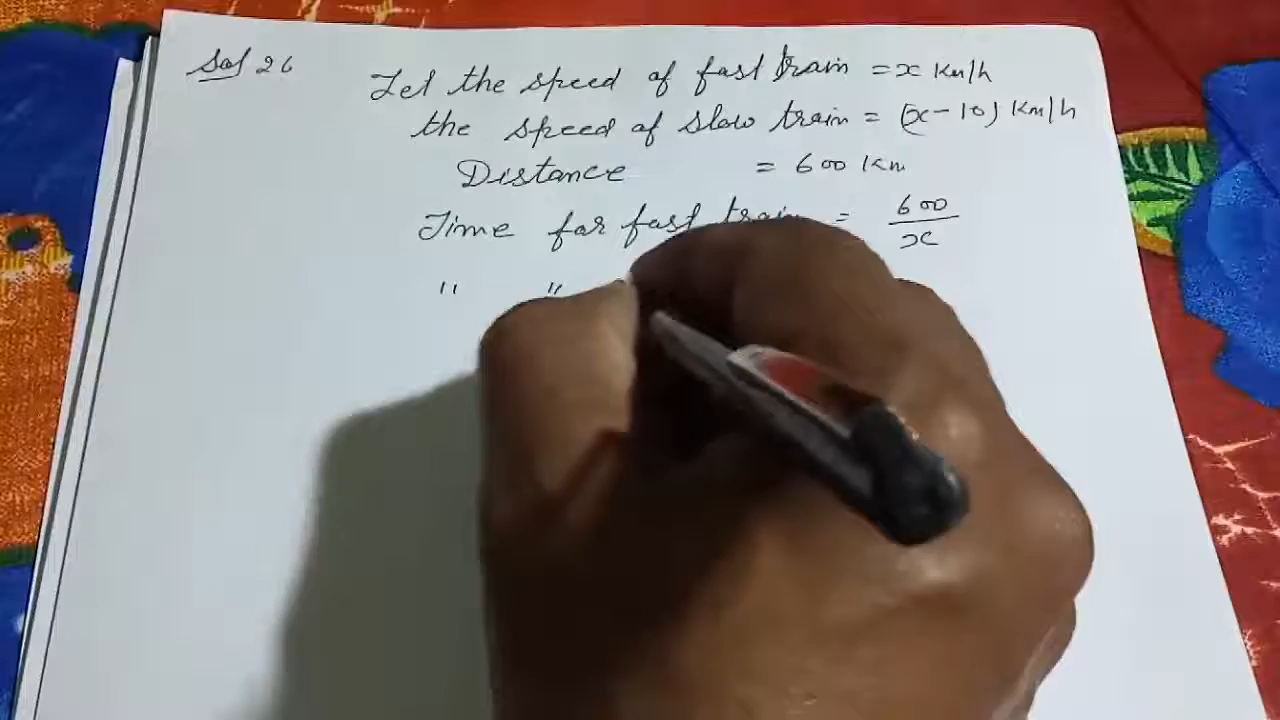 Sol 26
Let the speed of fast train = x Km/h
the speed of slow train = (x-10) Km/h
Distance = 600 Km
Time for fast train = 600/x
" "